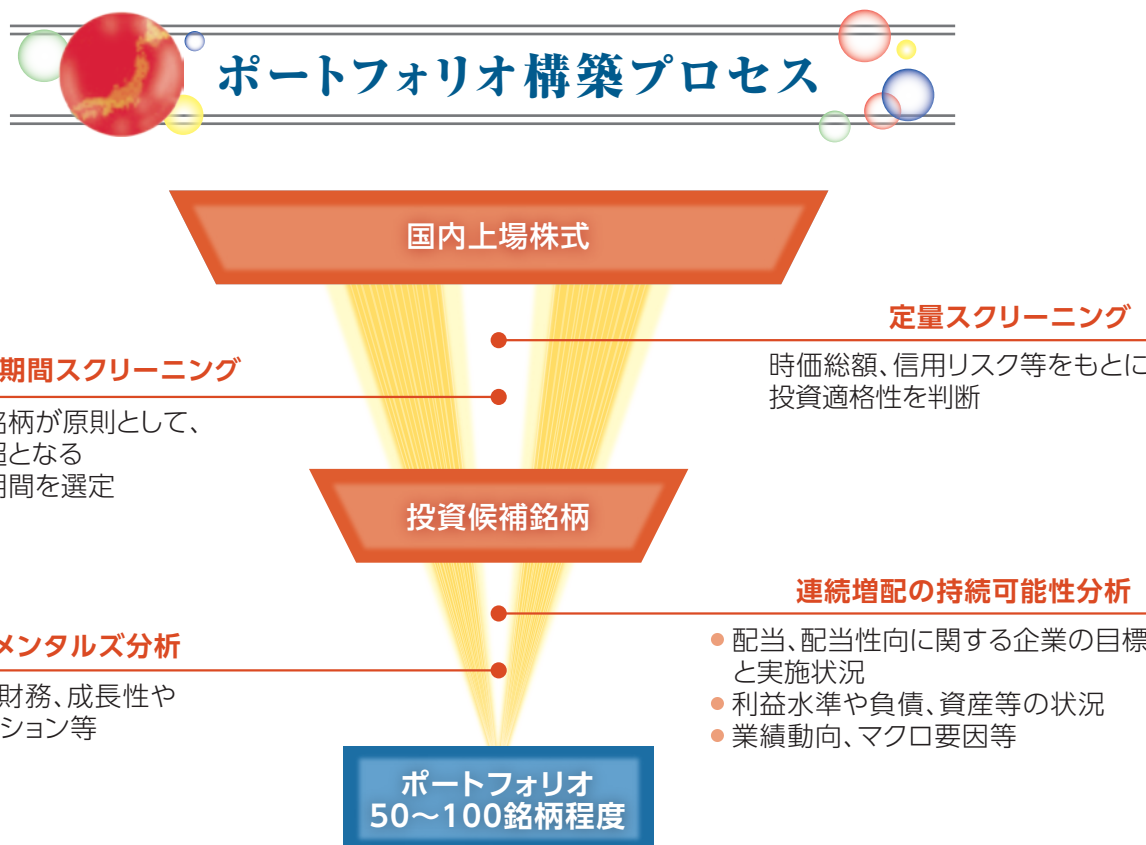 ポートフォリオ構築プロセス
国内上場株式
定量スクリーニング
時価総額、信用リスク等をもとに
投資適格性を判断
期間スクリーニング
銘柄が原則として、
超となる
期間を選定
投資候補銘柄
連続増配の持続可能性分析
配当、配当性向に関する企業の目標
と実施状況
利益水準や負債、資産等の状況
業績動向、マクロ要因等
メンタルズ分析
財務、成長性や
ション等
ポートフォリオ
50～100銘柄程度